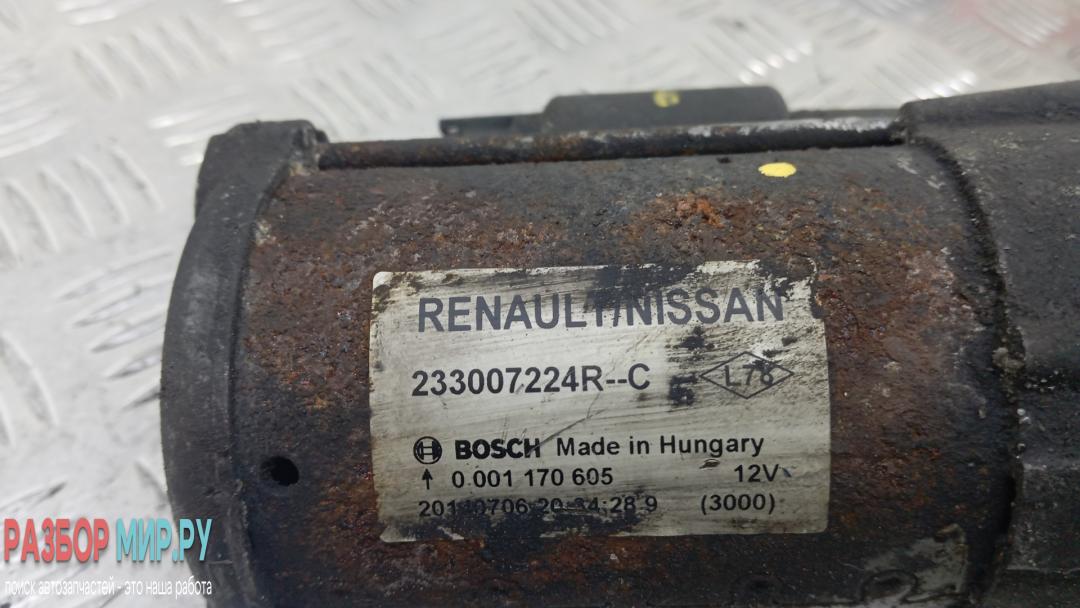 RENAULT/NISSAN
233007224R--C
L78
BOSCH Made in Hungary
0 001 170 605 12V
(3000)
РАЗБОР МИР.РУ
поиск автозапчастей - это наша работа